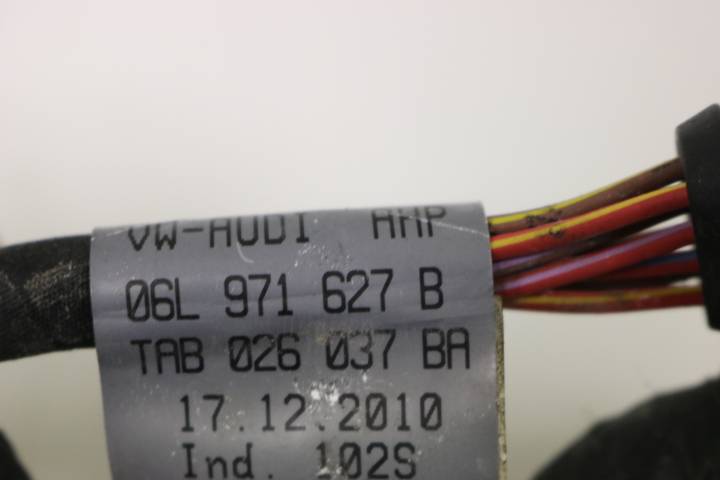 VW-AUDI AMP
06L 971 627 B
TAB 026 037 BA
17.12.2010
Ind. 102S